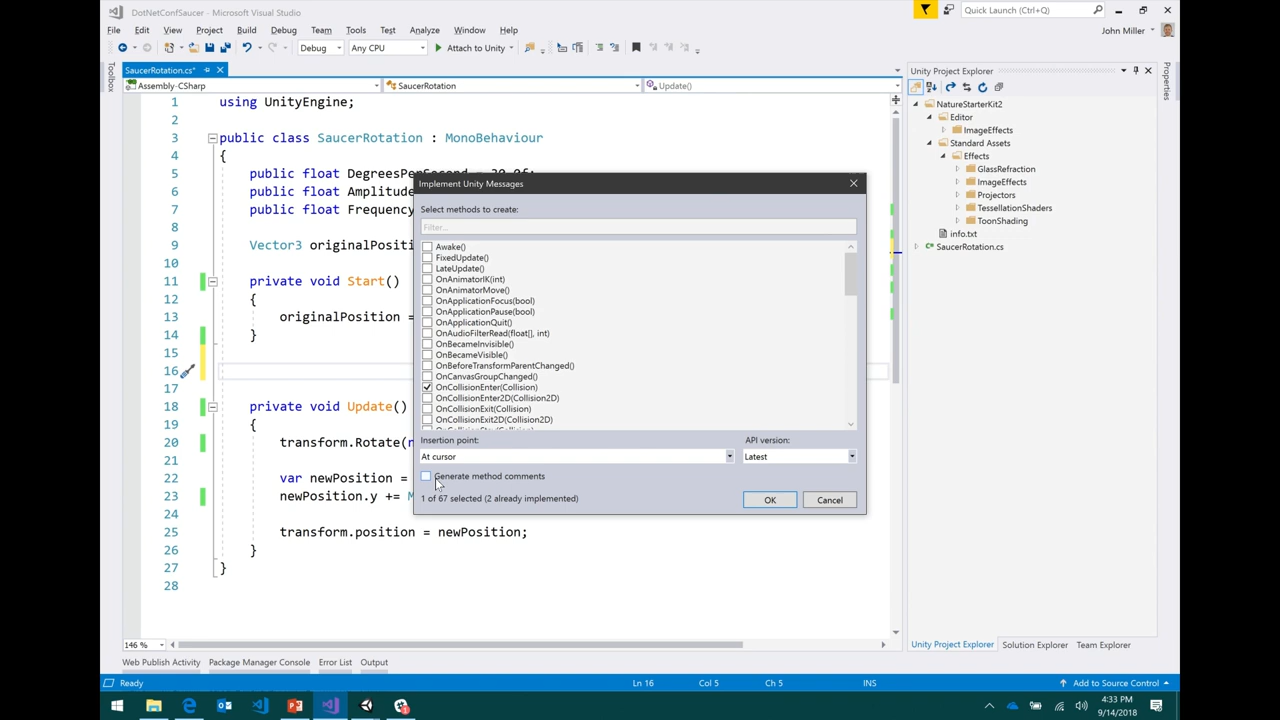 DotNetConfSaucer - Microsoft Visual Studio
Quick Launch (Ctrl+Q)
File Edit View Project Build Debug Team Tools Test Analyze Window Help
John Miller
Debug Any CPU Attach to Unity
Toolbox
SaucerRotation.cs*
Assembly-CSharp SaucerRotation Update()
1 using UnityEngine;
2
3 public class SaucerRotation : MonoBehaviour
4 {
5 public float DegreesPerSecond = 30.0f;
6 public float Amplitude
7 public float Frequency
8
9 Vector3 originalPosit
10
11 private void Start()
12 {
13 originalPosition =
14 }
15
16
17
18 private void Update()
19 {
20 transform.Rotate(
21
22 var newPosition =
23 newPosition.y +=
24
25 transform.position = newPosition;
26 }
27 }
28
Implement Unity Messages
Select methods to create:
Filter...
Awake()
FixedUpdate()
LateUpdate()
OnAnimatorIK(int)
OnAnimatorMove()
OnApplicationFocus(bool)
OnApplicationPause(bool)
OnApplicationQuit()
OnAudioFilterRead(float[], int)
OnBecameInvisible()
OnBecameVisible()
OnBeforeTransformParentChanged()
OnCanvasGroupChanged()
OnCollisionEnter(Collision)
OnCollisionEnter2D(Collision2D)
OnCollisionExit(Collision)
OnCollisionExit2D(Collision2D)
Insertion point: API version:
At cursor Latest
Generate method comments
1 of 67 selected (2 already implemented)
OK Cancel
Unity Project Explorer
NatureStarterKit2
Editor
ImageEffects
Standard Assets
Effects
GlassRefraction
ImageEffects
Projectors
TessellationShaders
ToonShading
info.txt
SaucerRotation.cs
Properties
146 %
Unity Project Explorer Solution Explorer Team Explorer
Web Publish Activity Package Manager Console Error List Output
Ready Ln 16 Col 5 Ch 5 INS Add to Source Control
4:33 PM
9/14/2018